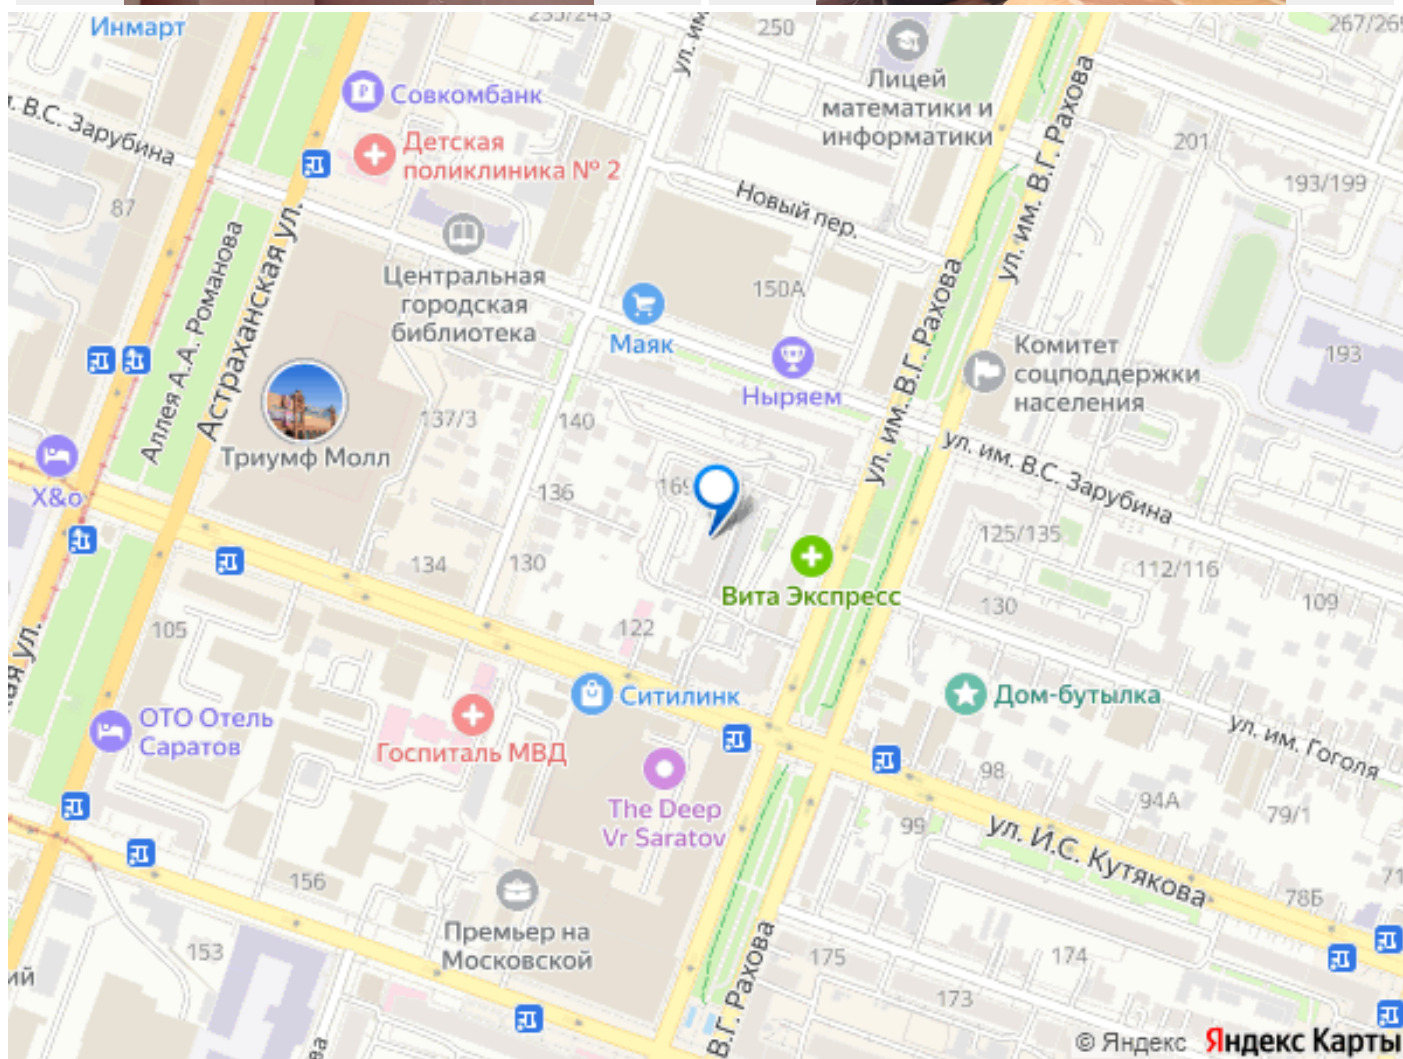 Инмарт
255/243
ул. им
250
267/269
Совкомбанк
Лицей
математики и
информатики
В.С. Зарубина
Детская
поликлиника № 2
ул. им. В.Г. Рахова
201
193/199
87
Новый пер.
Аллея А.А. Романова
Астраханская ул.
Центральная
городская
библиотека
150А
ул. им. В.Г. Рахова
Маяк
Ныряем
Комитет
соцподдержки
населения
193
137/3
140
Триумф Молл
ул. им. В.С. Зарубина
X&o
136
169
125/135
112/116
134
130
Вита Экспресс
130
109
105
122
Ситилинк
Дом-бутылка
ОТО Отель
Саратов
Госпиталь МВД
ул. им. Гоголя
The Deep
Vr Saratov
98
94А
79/1
99
ул. И.С. Кутякова
156
78Б
71
Премьер на
Московской
153
В.Г. Рахова
175
174
173
© Яндекс Яндекс Карты